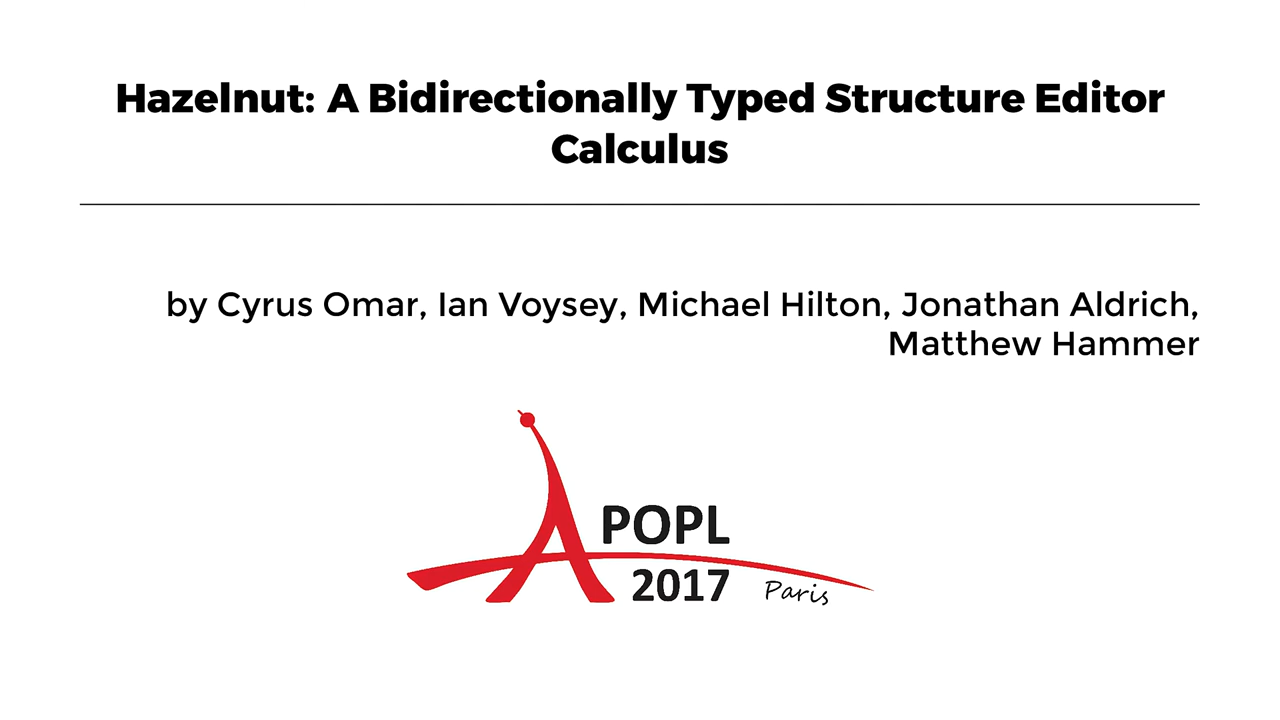 Hazelnut: A Bidirectionally Typed Structure Editor
Calculus
by Cyrus Omar, Ian Voysey, Michael Hilton, Jonathan Aldrich,
Matthew Hammer
POPL
2017 Paris